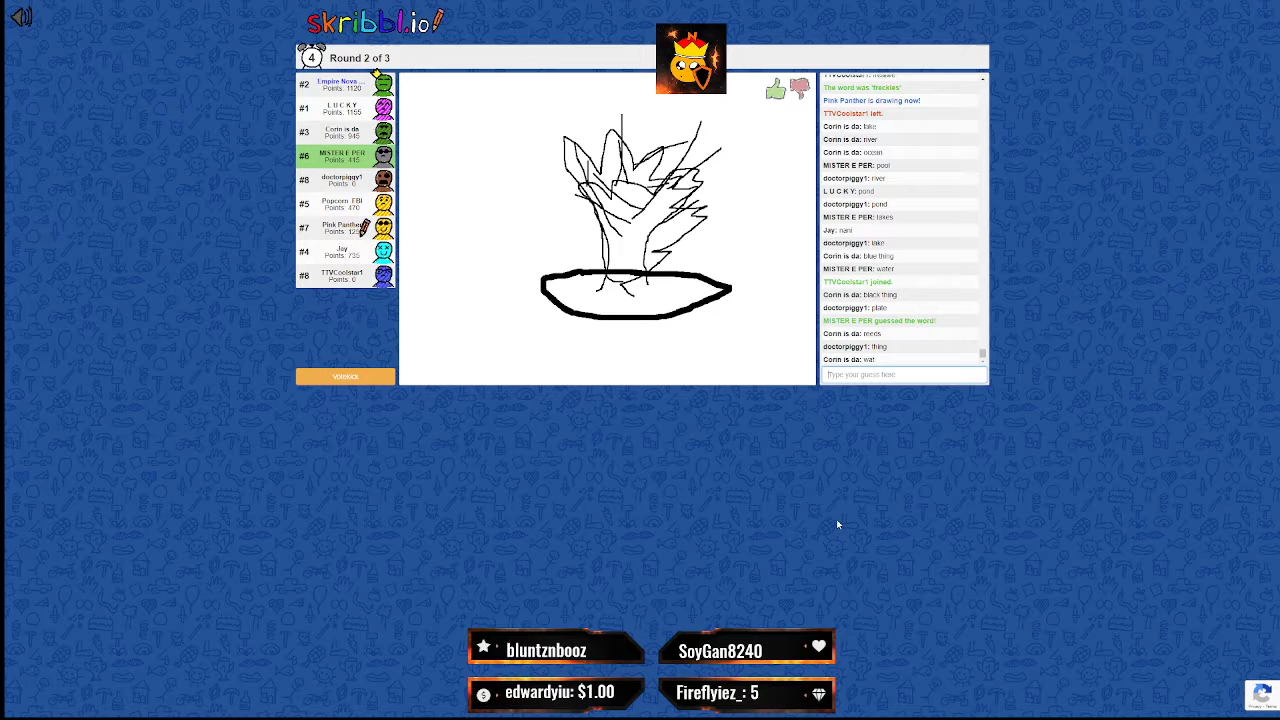 skribbl.io
4
Round 2 of 3
N
#2
Empire Nova ...
Points: 1120
#1
L U C K Y
Points: 1155
#3
Corin is da
Points: 945
#6
MiSTER E PER
Points: 415
#8
doctorpiggy1
Points: 0
#5
Popcorn FBI
Points: 470
#7
Pink Panther
#4
Jay
Points: 735
#8
TTVCoolstar1
Points: 0
Votekick
The word was 'freckles'
Pink Panther is drawing now!
TTVCoolstar1 left.
Corin is da: lake
Corin is da: river
Corin is da: ocean
MiSTER E PER: pool
doctorpiggy1: river
L U C K Y: pond
doctorpiggy1: pond
MiSTER E PER: lakes
Jay: nani
doctorpiggy1: lake
Corin is da: blue thing
MiSTER E PER: water
TTVCoolstar1 joined.
Corin is da: black thing
doctorpiggy1: plate
MiSTER E PER guessed the word!
Corin is da: reeds
doctorpiggy1: thing
Corin is da: wat
Type your guess here
bluntznbooz
SoyGan8240
edwardyiu: $1.00
Fireflyiez_: 5
Privacy - Terms